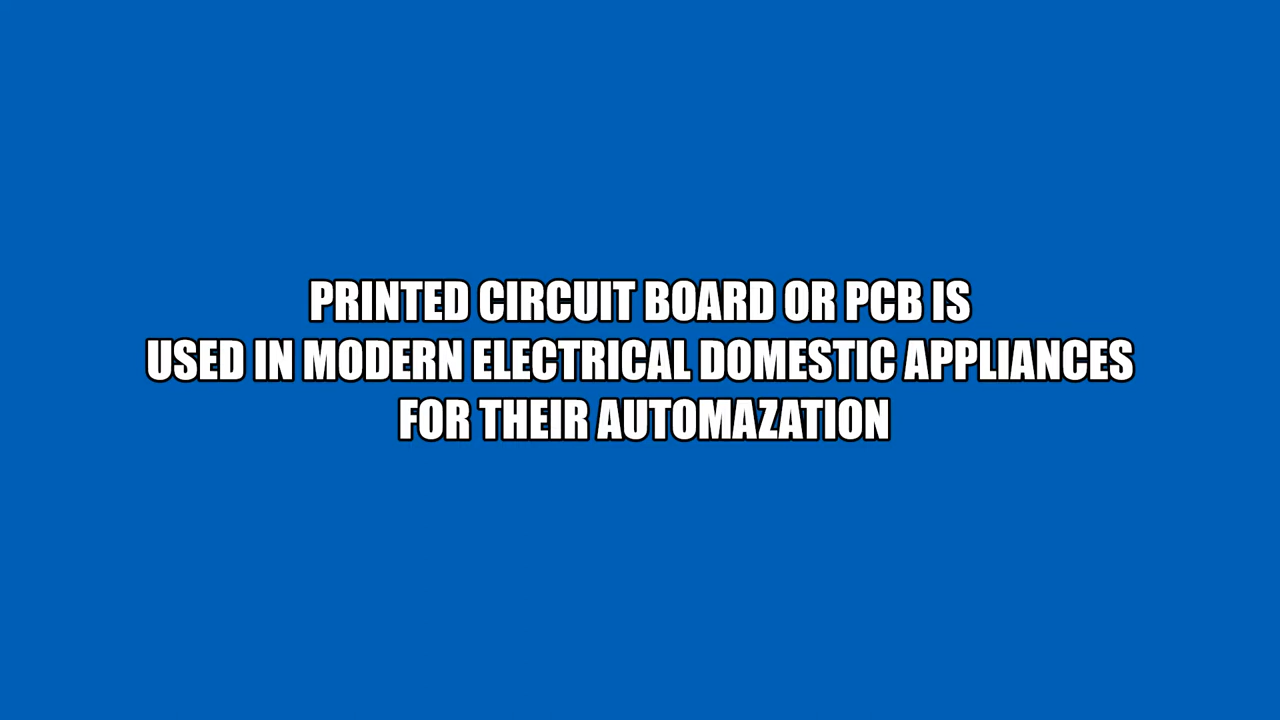 PRINTED CIRCUIT BOARD OR PCB IS
USED IN MODERN ELECTRICAL DOMESTIC APPLIANCES
FOR THEIR AUTOMAZATION